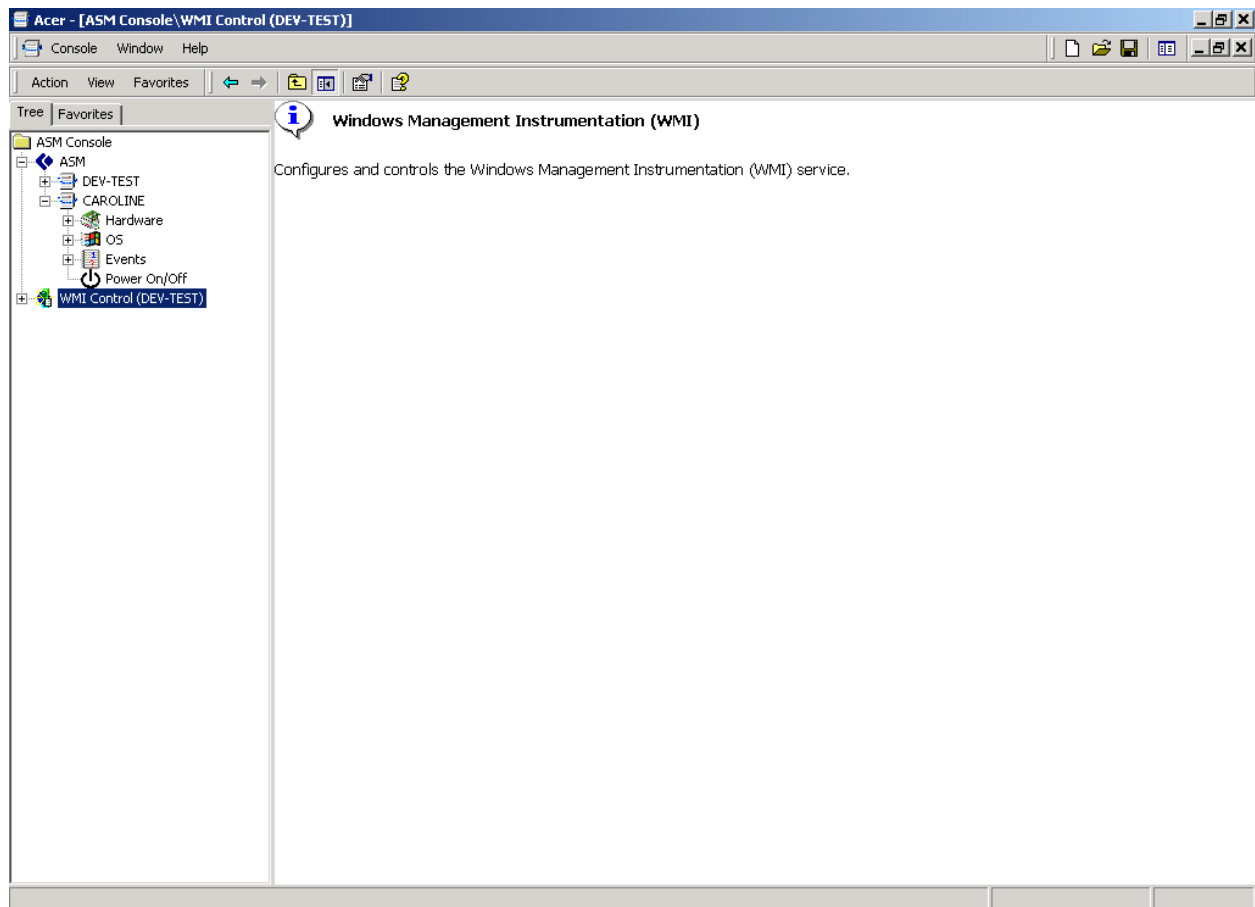 Acer - [ASM Console\WMI Control (DEV-TEST)]
Console Window Help
Action View Favorites
Tree Favorites
Windows Management Instrumentation (WMI)
Configures and controls the Windows Management Instrumentation (WMI) service.
ASM Console
ASM
DEV-TEST
CAROLINE
Hardware
OS
Events
Power On/Off
WMI Control (DEV-TEST)